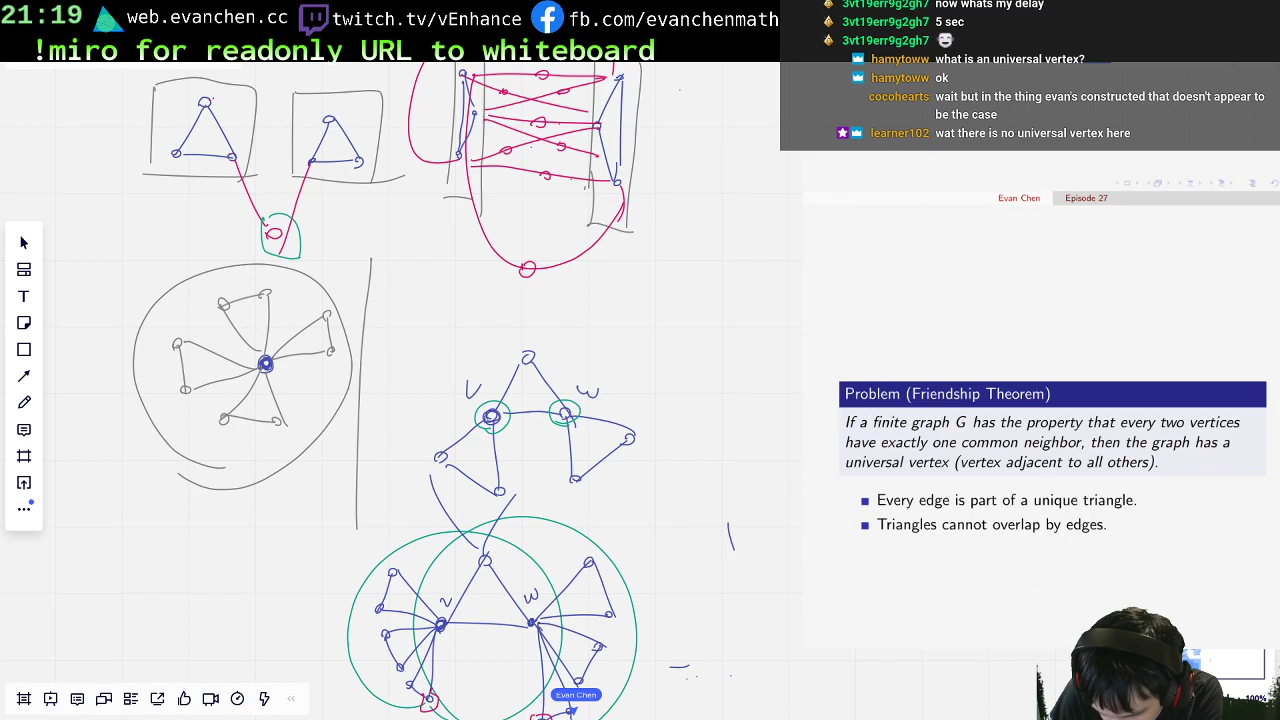 21:19 web.evanchen.cc twitch.tv/vEnhance fb.com/evanchenmath
!miro for readonly URL to whiteboard
3vt19err9g2gh7 now whats my delay
3vt19err9g2gh7 5 sec
3vt19err9g2gh7
hamytoww what is an universal vertex?
hamytoww ok
cocohearts wait but in the thing evan's constructed that doesn't appear to
be the case
learner102 wat there is no universal vertex here
Evan Chen Episode 27
Problem (Friendship Theorem)
If a finite graph G has the property that every two vertices
have exactly one common neighbor, then the graph has a
universal vertex (vertex adjacent to all others).
Every edge is part of a unique triangle.
Triangles cannot overlap by edges.
V W
v w
Evan Chen
100%